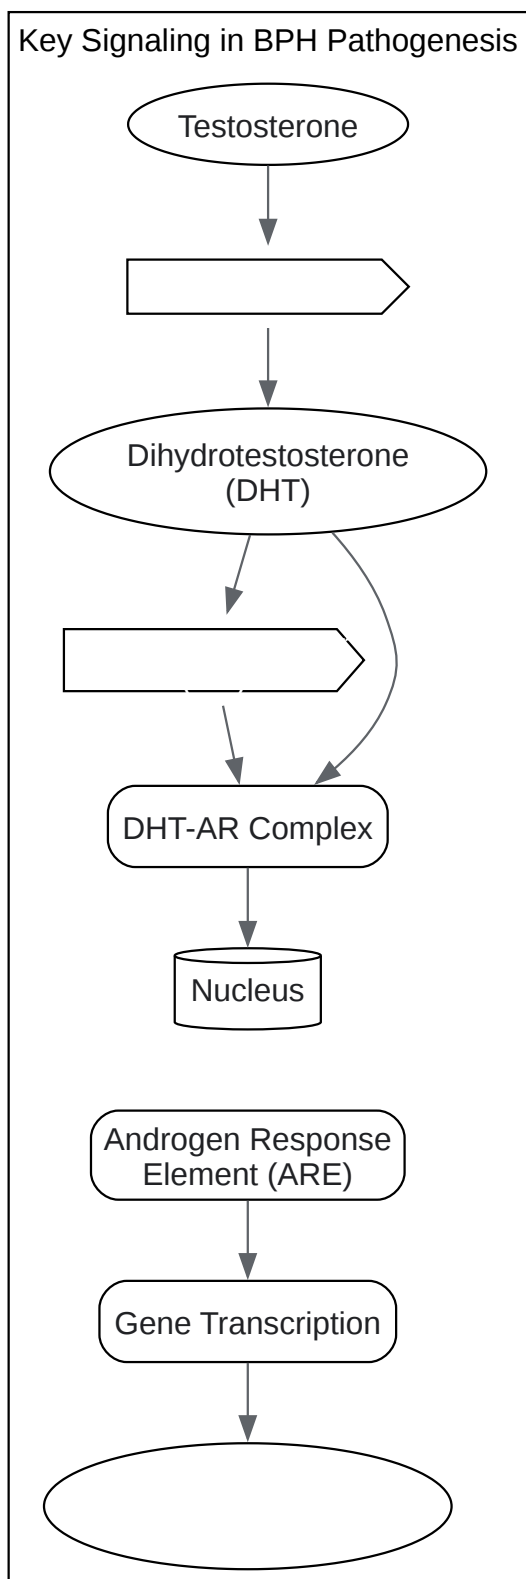 Key Signaling in BPH Pathogenesis
Testosterone
Dihydrotestosterone
(DHT)
DHT-AR Complex
Nucleus
Androgen Response
Element (ARE)
Gene Transcription